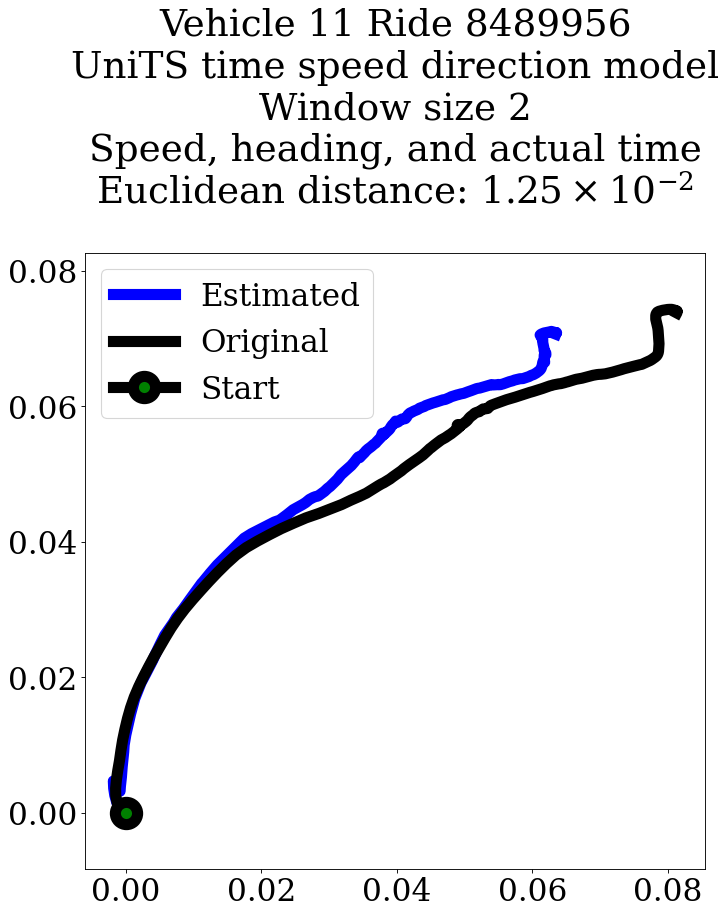 Vehicle 11 Ride 8489956
UniTS time speed direction model
Window size 2
Speed, heading, and actual time
Euclidean distance: 1.25 × 10⁻²
0.08
0.06
0.04
0.02
0.00
Estimated
Original
Start
0.00 0.02 0.04 0.06 0.08